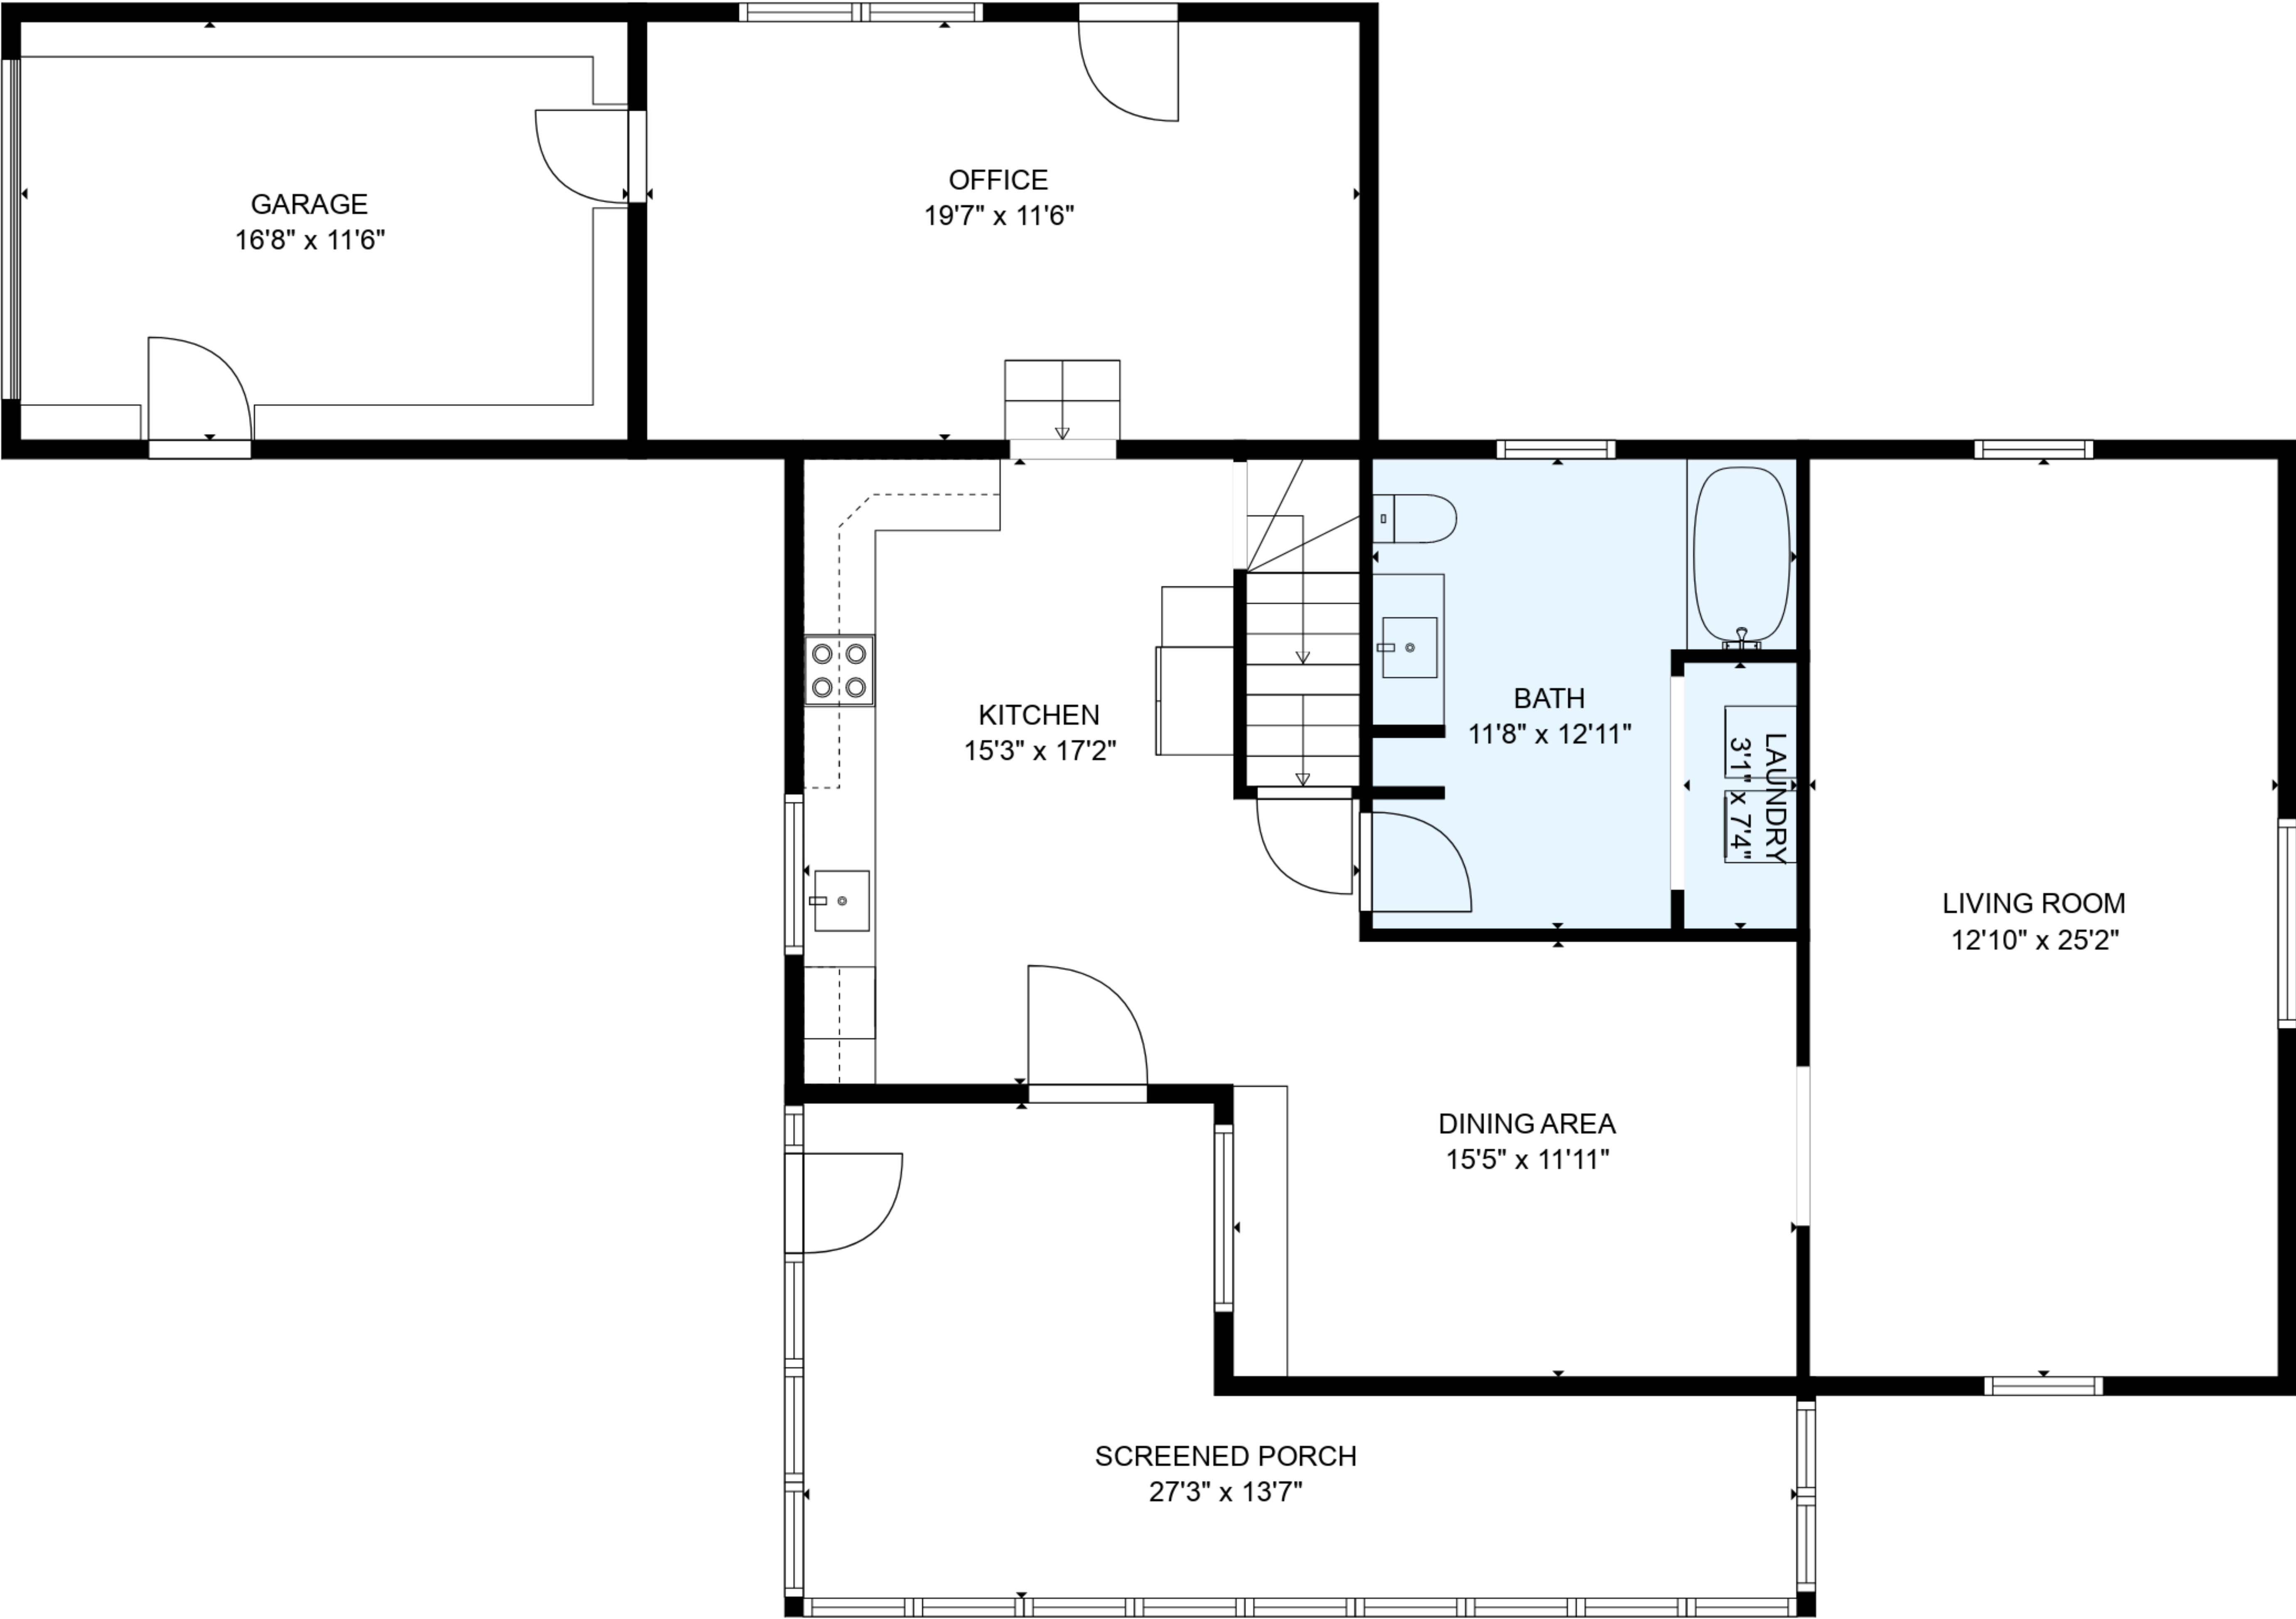 GARAGE
16'8" x 11'6"
OFFICE
19'7" x 11'6"
KITCHEN
15'3" x 17'2"
BATH
11'8" x 12'11"
LAUNDRY
3'1" x 7'4"
LIVING ROOM
12'10" x 25'2"
DINING AREA
15'5" x 11'11"
SCREENED PORCH
27'3" x 13'7"